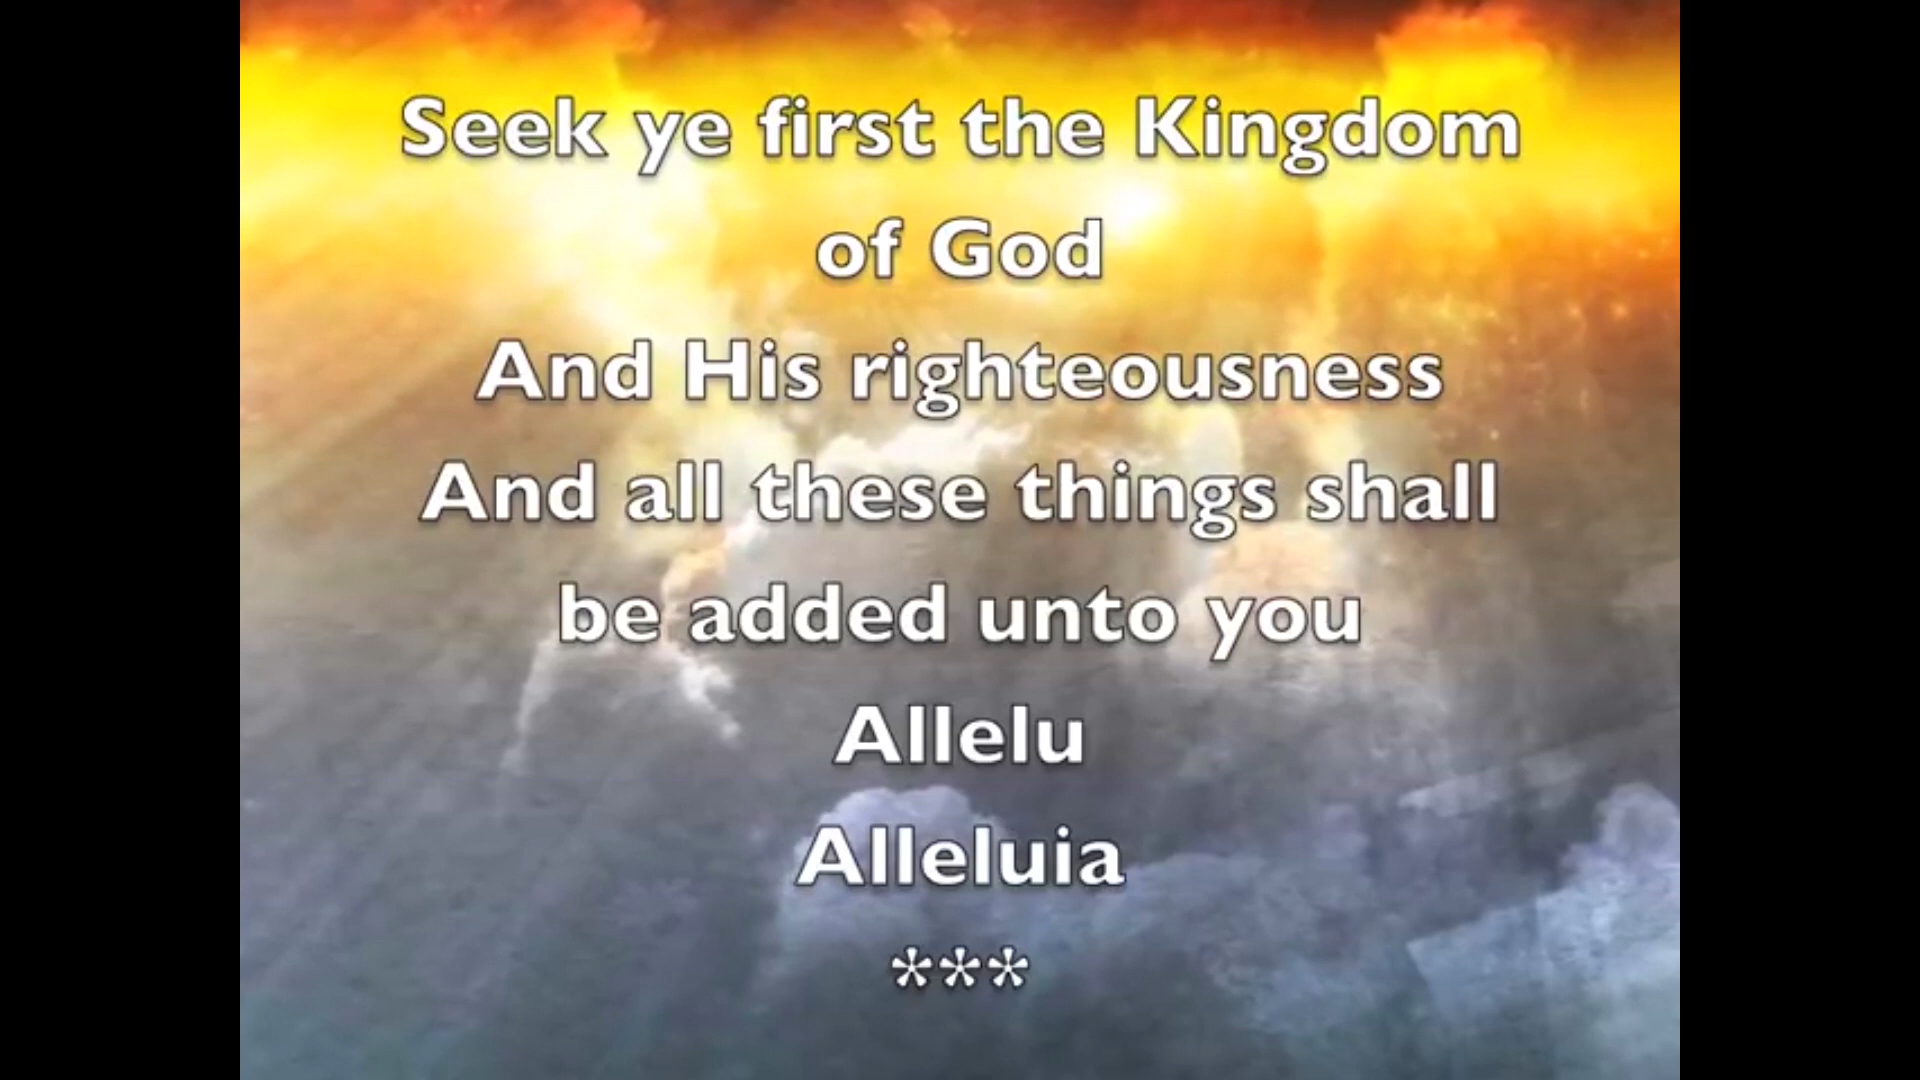 Seek ye first the Kingdom
of God
And His righteousness
And all these things shall
be added unto you
Allelu
Alleluia
***